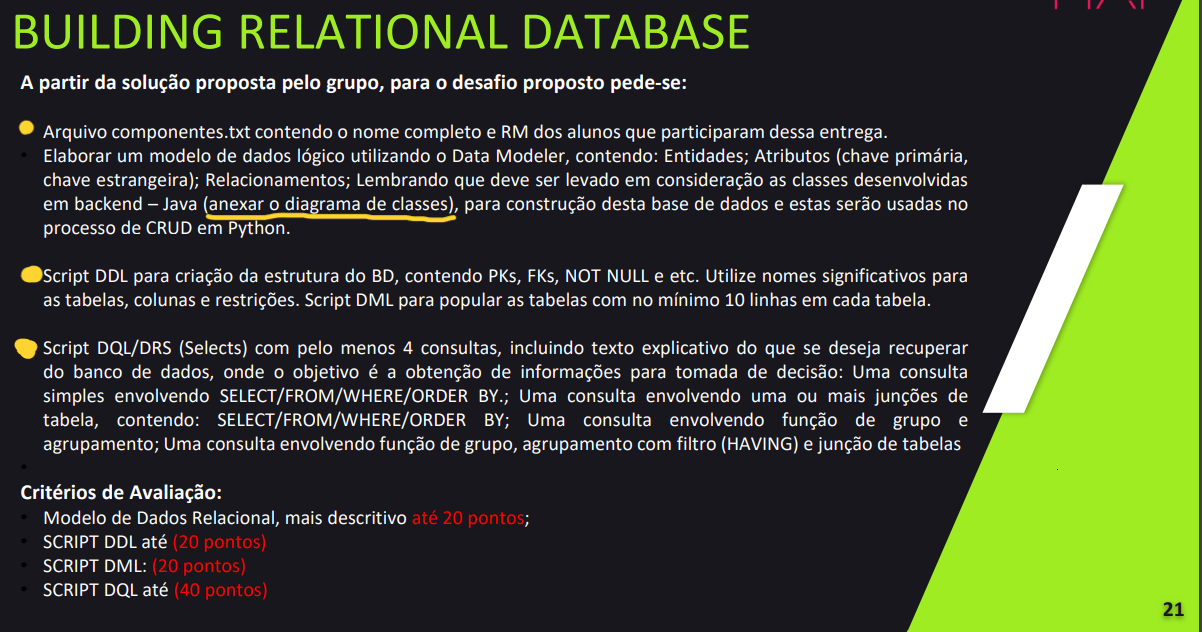 BUILDING RELATIONAL DATABASE
A partir da solução proposta pelo grupo, para o desafio proposto pede-se:
Arquivo componentes.txt contendo o nome completo e RM dos alunos que participaram dessa entrega.
Elaborar um modelo de dados lógico utilizando o Data Modeler, contendo: Entidades; Atributos (chave primária,
chave estrangeira); Relacionamentos; Lembrando que deve ser levado em consideração as classes desenvolvidas
em backend – Java (anexar o diagrama de classes), para construção desta base de dados e estas serão usadas no
processo de CRUD em Python.
Script DDL para criação da estrutura do BD, contendo PKs, FKs, NOT NULL e etc. Utilize nomes significativos para
as tabelas, colunas e restrições. Script DML para popular as tabelas com no mínimo 10 linhas em cada tabela.
Script DQL/DRS (Selects) com pelo menos 4 consultas, incluindo texto explicativo do que se deseja recuperar
do banco de dados, onde o objetivo é a obtenção de informações para tomada de decisão: Uma consulta
simples envolvendo SELECT/FROM/WHERE/ORDER BY.; Uma consulta envolvendo uma ou mais junções de
tabela, contendo: SELECT/FROM/WHERE/ORDER BY; Uma consulta envolvendo função de grupo e
agrupamento; Uma consulta envolvendo função de grupo, agrupamento com filtro (HAVING) e junção de tabelas
Critérios de Avaliação:
Modelo de Dados Relacional, mais descritivo até 20 pontos;
SCRIPT DDL até (20 pontos)
SCRIPT DML: (20 pontos)
SCRIPT DQL até (40 pontos)
21